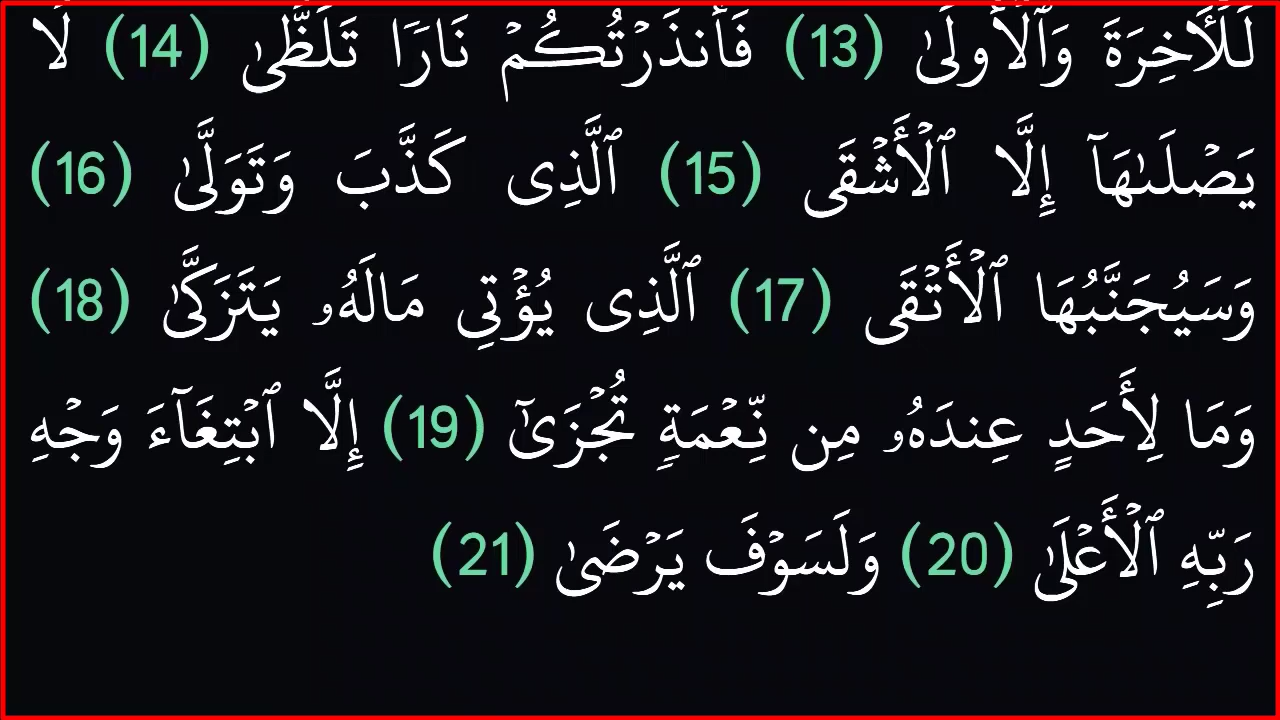 لَلْـَٔاخِرَةَ وَٱلْأُولَىٰ (13) فَأَنذَرْتُكُمْ نَارًا تَلَظَّىٰ (14) لَا
يَصْلَىٰهَآ إِلَّا ٱلْأَشْقَى (15) ٱلَّذِى كَذَّبَ وَتَوَلَّىٰ (16)
وَسَيُجَنَّبُهَا ٱلْأَتْقَى (17) ٱلَّذِى يُؤْتِى مَالَهُۥ يَتَزَكَّىٰ (18)
وَمَا لِأَحَدٍ عِندَهُۥ مِن نِّعْمَةٍ تُجْزَىٰٓ (19) إِلَّا ٱبْتِغَآءَ وَجْهِ
رَبِّهِ ٱلْأَعْلَىٰ (20) وَلَسَوْفَ يَرْضَىٰ (21)